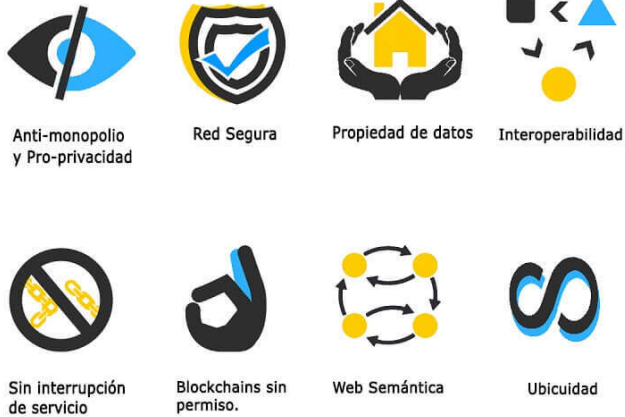 Anti-monopolio
y Pro-privacidad
Red Segura
Propiedad de datos
Interoperabilidad
Sin interrupción
de servicio
Blockchains sin
permiso.
Web Semántica
Ubicuidad